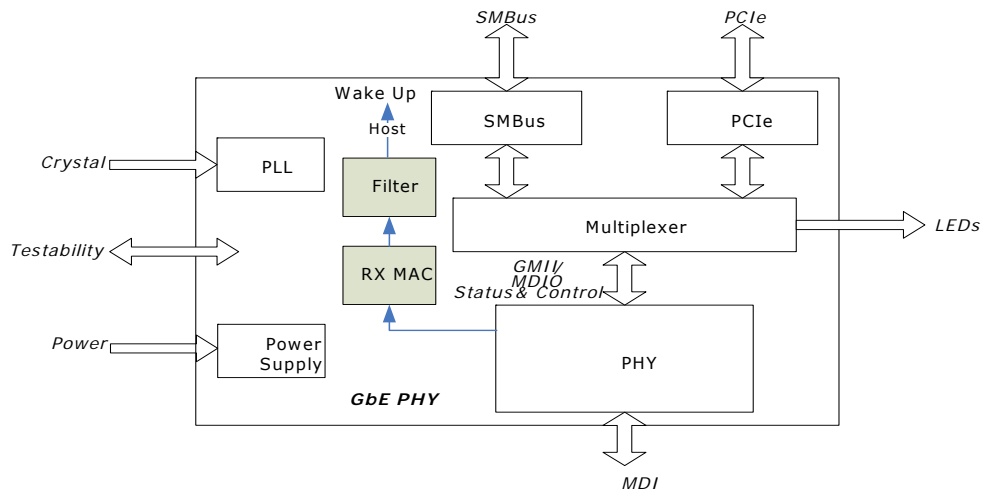 SMBus
PCIe
Wake Up
Host
SMBus
PCIe
Crystal
PLL
Filter
Multiplexer
LEDs
Testability
RX MAC
GMII/
MDIO
Status & Control
Power
Power
Supply
PHY
GbE PHY
MDI